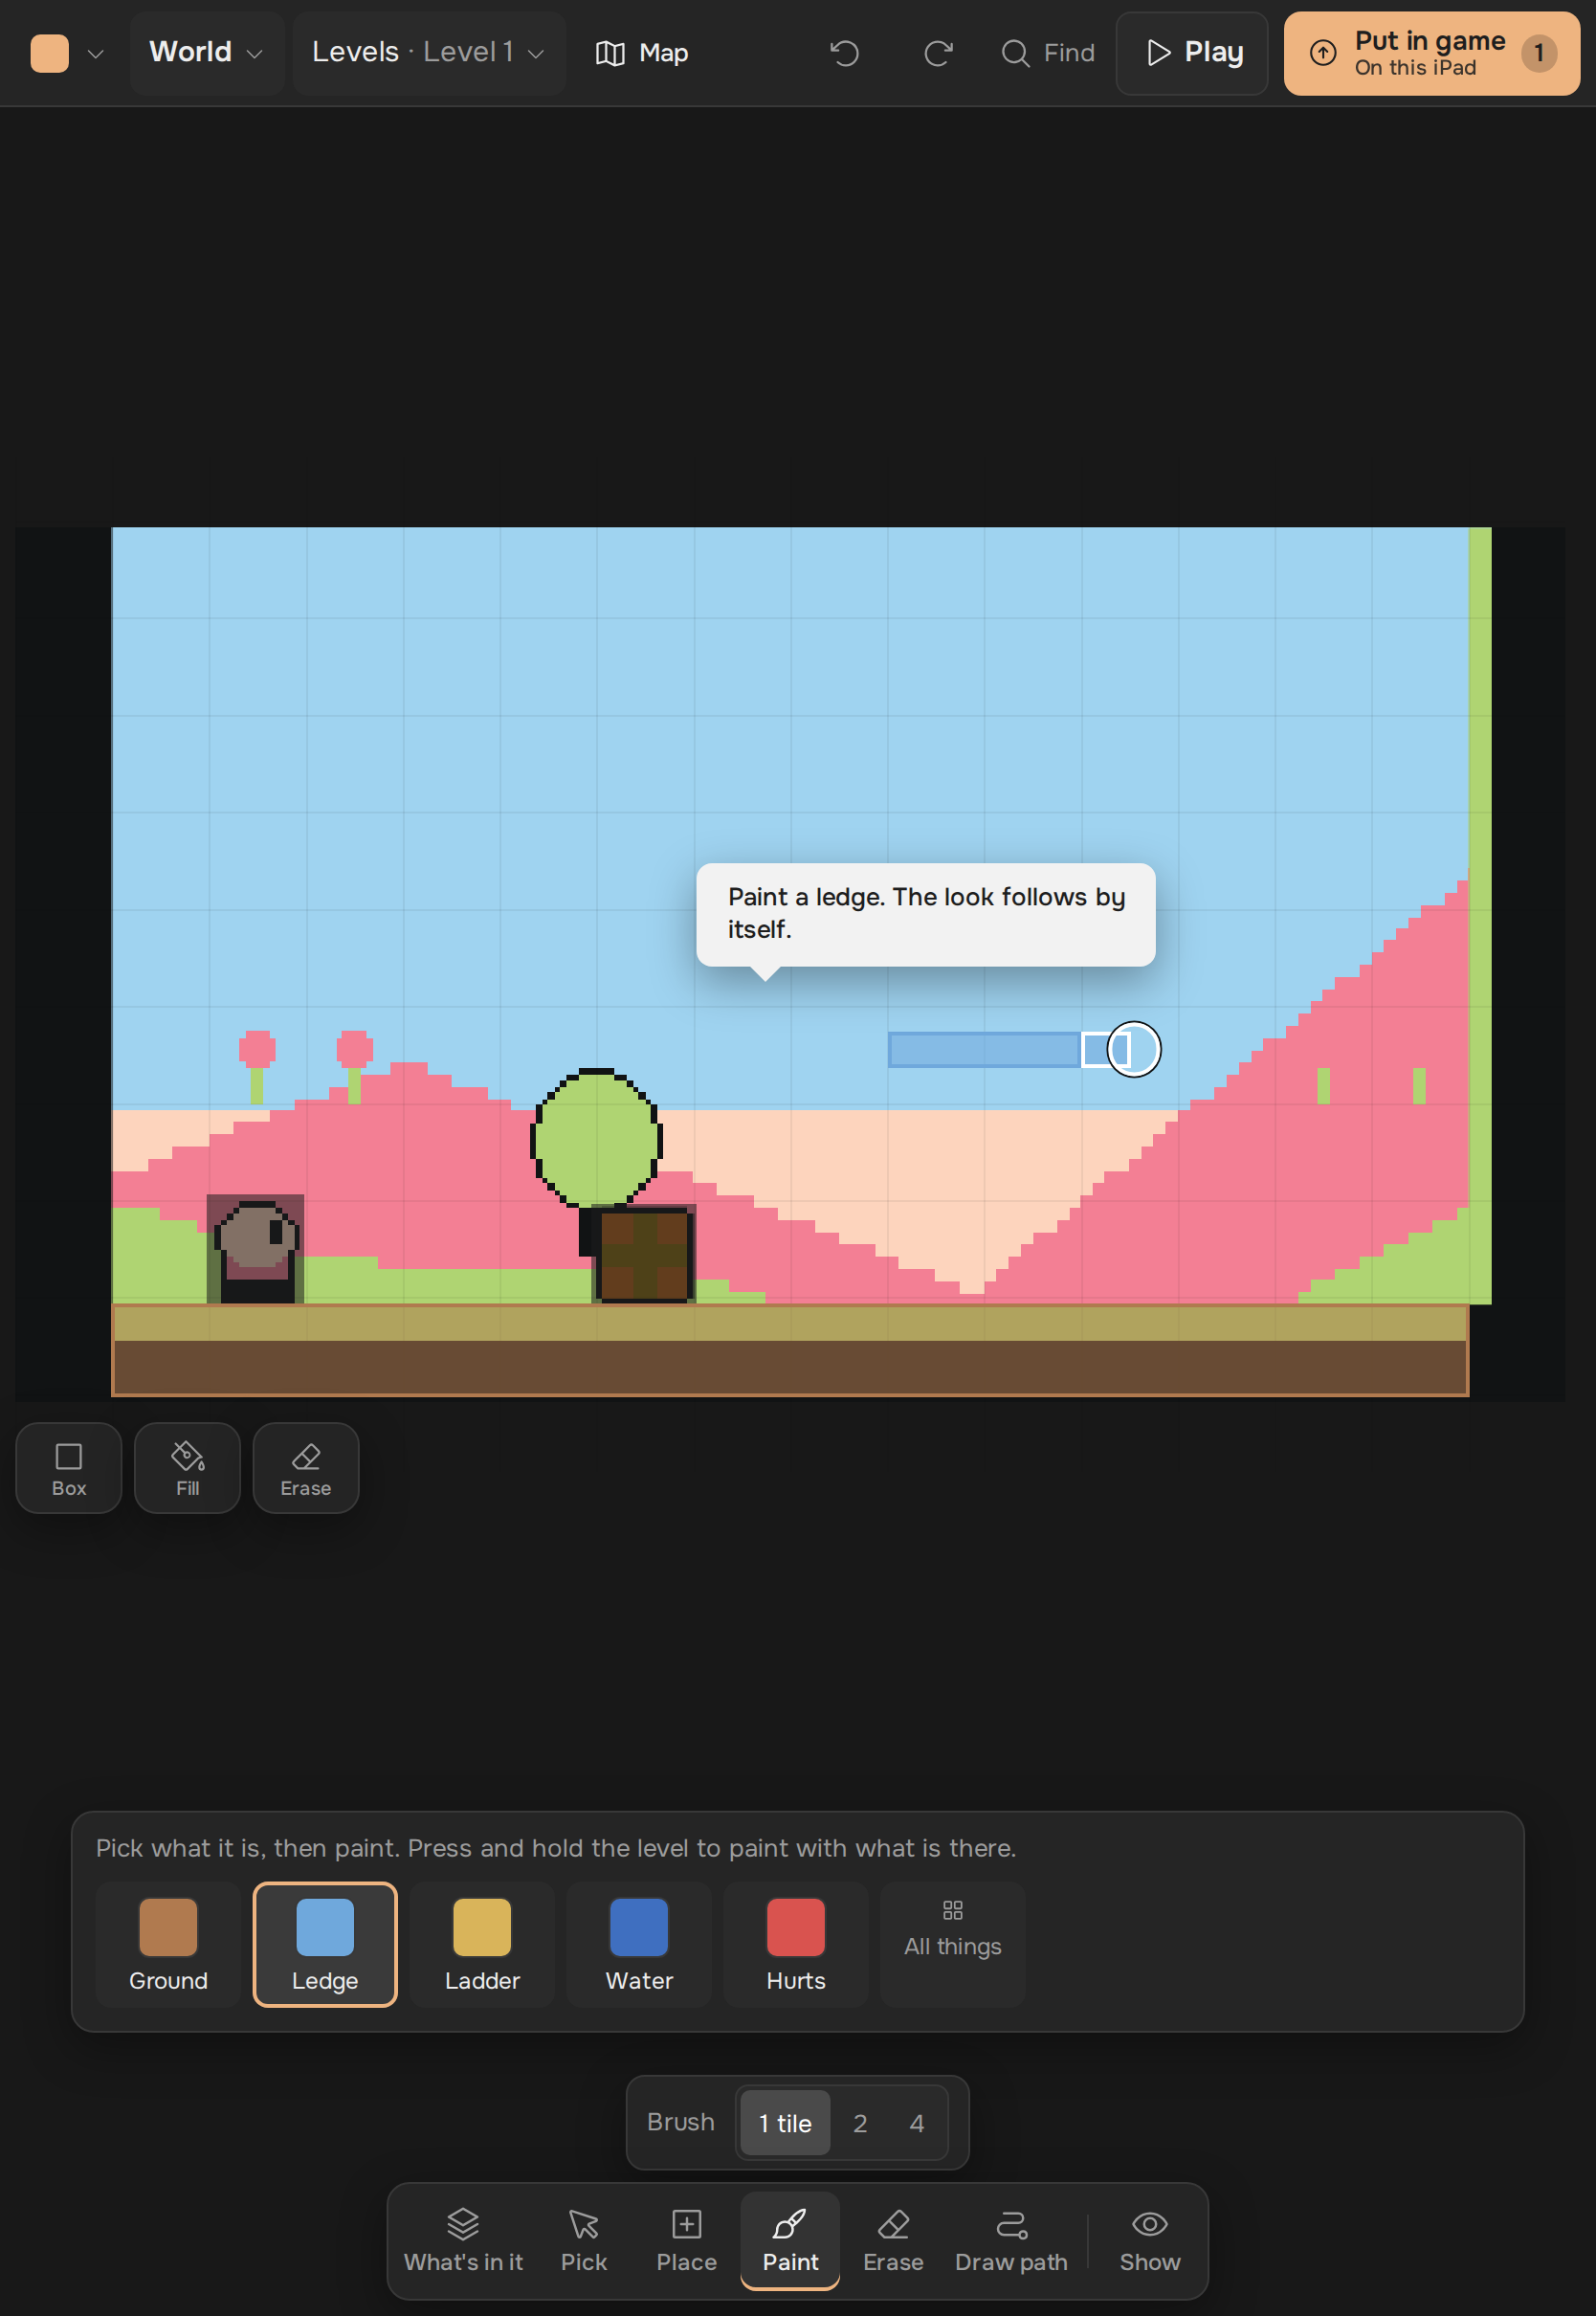 World
Levels · Level 1
Map
Find
Play
Put in game
On this iPad
1
Paint a ledge. The look follows by
itself.
Box
Fill
Erase
Pick what it is, then paint. Press and hold the level to paint with what is there.
Ground
Ledge
Ladder
Water
Hurts
All things
Brush
1 tile
2
4
What's in it
Pick
Place
Paint
Erase
Draw path
Show